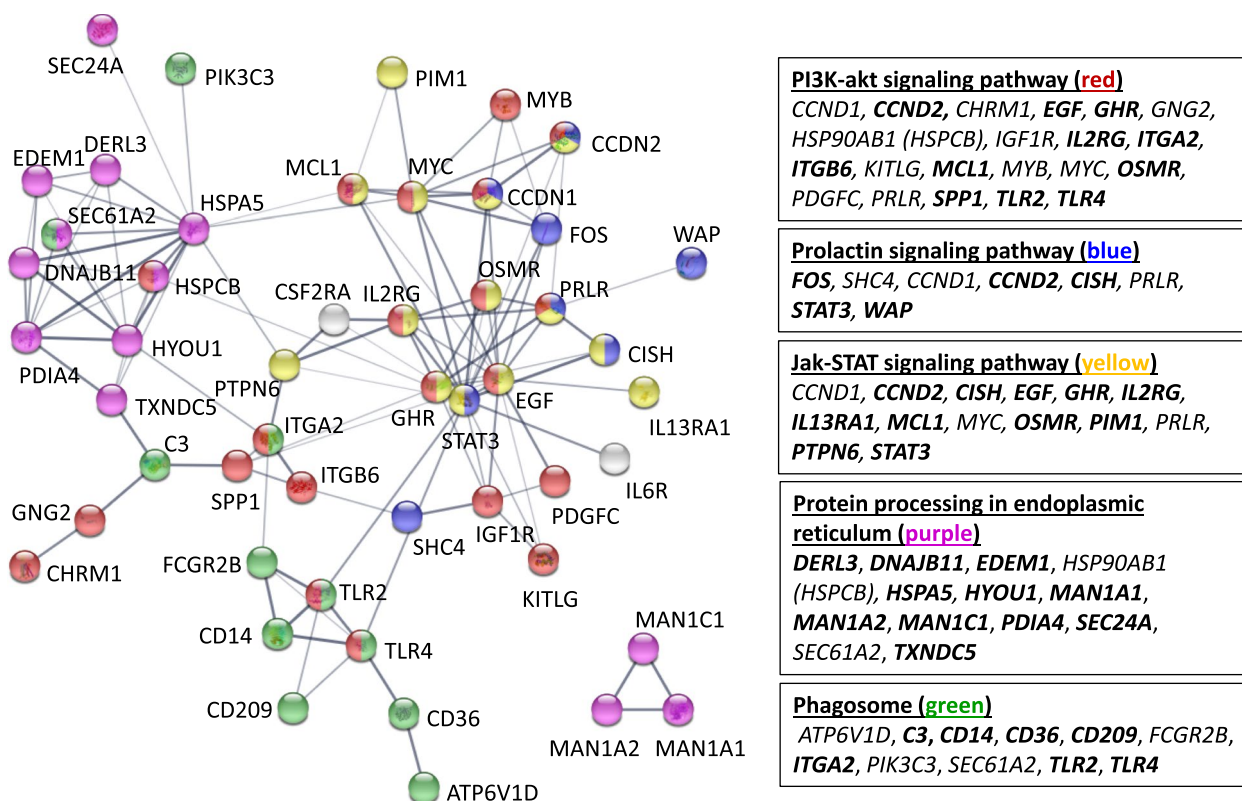 SEC24A
PIK3C3
PIM1
MYB
CCDN2
DERL3
EDEM1
MCL1
MYC
HSPA5
CCDN1
SEC61A2
FOS
WAP
DNAJB11
HSPCB
OSMR
CSF2RA
IL2RG
PRLR
HYOU1
CISH
PDIA4
PTPN6
TXNDC5
GHR
EGF
IL13RA1
ITGA2
STAT3
C3
ITGB6
IL6R
SPP1
GNG2
PDGFC
IGF1R
SHC4
CHRM1
FCGR2B
KITLG
TLR2
CD14
TLR4
MAN1C1
CD209
CD36
MAN1A2
MAN1A1
ATP6V1D
PI3K-akt signaling pathway (red)
CCND1, CCND2, CHRM1, EGF, GHR, GNG2,
HSP90AB1 (HSPCB), IGF1R, IL2RG, ITGA2,
ITGB6, KITLG, MCL1, MYB, MYC, OSMR,
PDGFC, PRLR, SPP1, TLR2, TLR4
Prolactin signaling pathway (blue)
FOS, SHC4, CCND1, CCND2, CISH, PRLR,
STAT3, WAP
Jak-STAT signaling pathway (yellow)
CCND1, CCND2, CISH, EGF, GHR, IL2RG,
IL13RA1, MCL1, MYC, OSMR, PIM1, PRLR,
PTPN6, STAT3
Protein processing in endoplasmic
reticulum (purple)
DERL3, DNAJB11, EDEM1, HSP90AB1
(HSPCB), HSPA5, HYOU1, MAN1A1,
MAN1A2, MAN1C1, PDIA4, SEC24A,
SEC61A2, TXNDC5
Phagosome (green)
ATP6V1D, C3, CD14, CD36, CD209, FCGR2B,
ITGA2, PIK3C3, SEC61A2, TLR2, TLR4